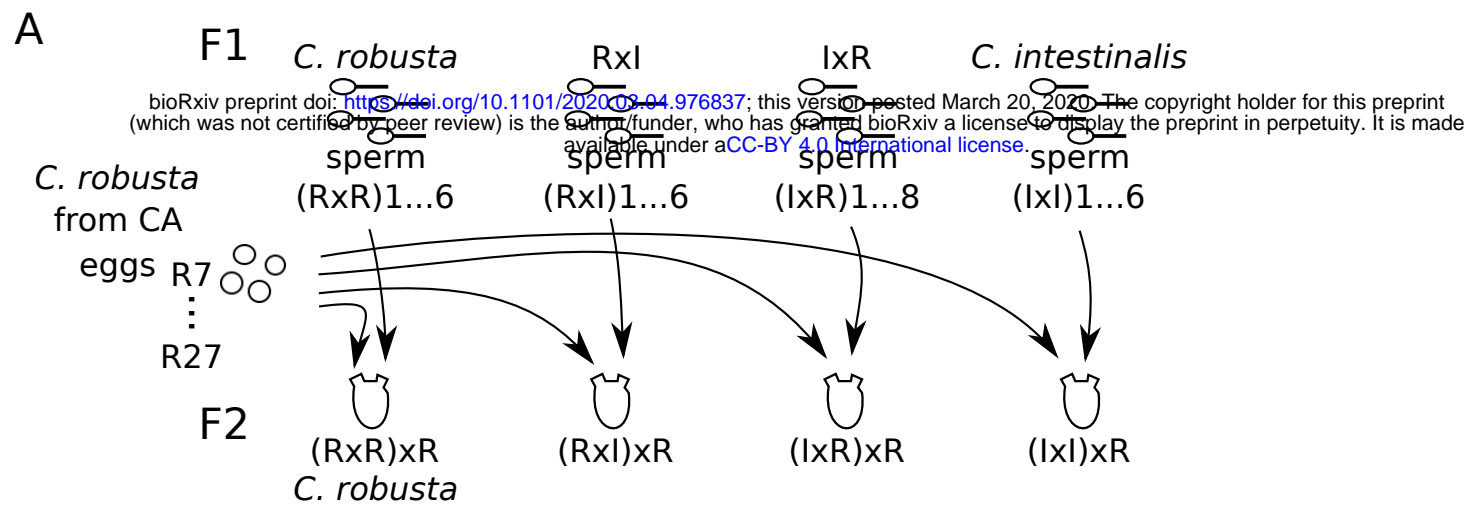 A
F1
C. robusta RxI IxR C. intestinalis
bioRxiv preprint doi: https://doi.org/10.1101/2020.03.04.976837; this version posted March 20, 2020. The copyright holder for this preprint
(which was not certified by peer review) is the author/funder, who has granted bioRxiv a license to display the preprint in perpetuity. It is made
available under aCC-BY 4.0 International license.
sperm sperm sperm sperm
(RxR)1...6 (RxI)1...6 (IxR)1...8 (IxI)1...6
C. robusta
from CA
eggs R7
⋮
R27
F2
(RxR)xR (RxI)xR (IxR)xR (IxI)xR
C. robusta